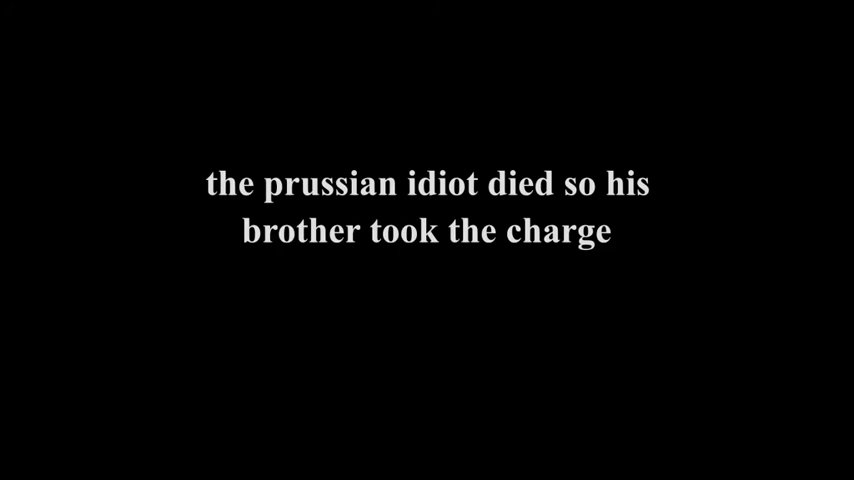 the prussian idiot died so his
brother took the charge